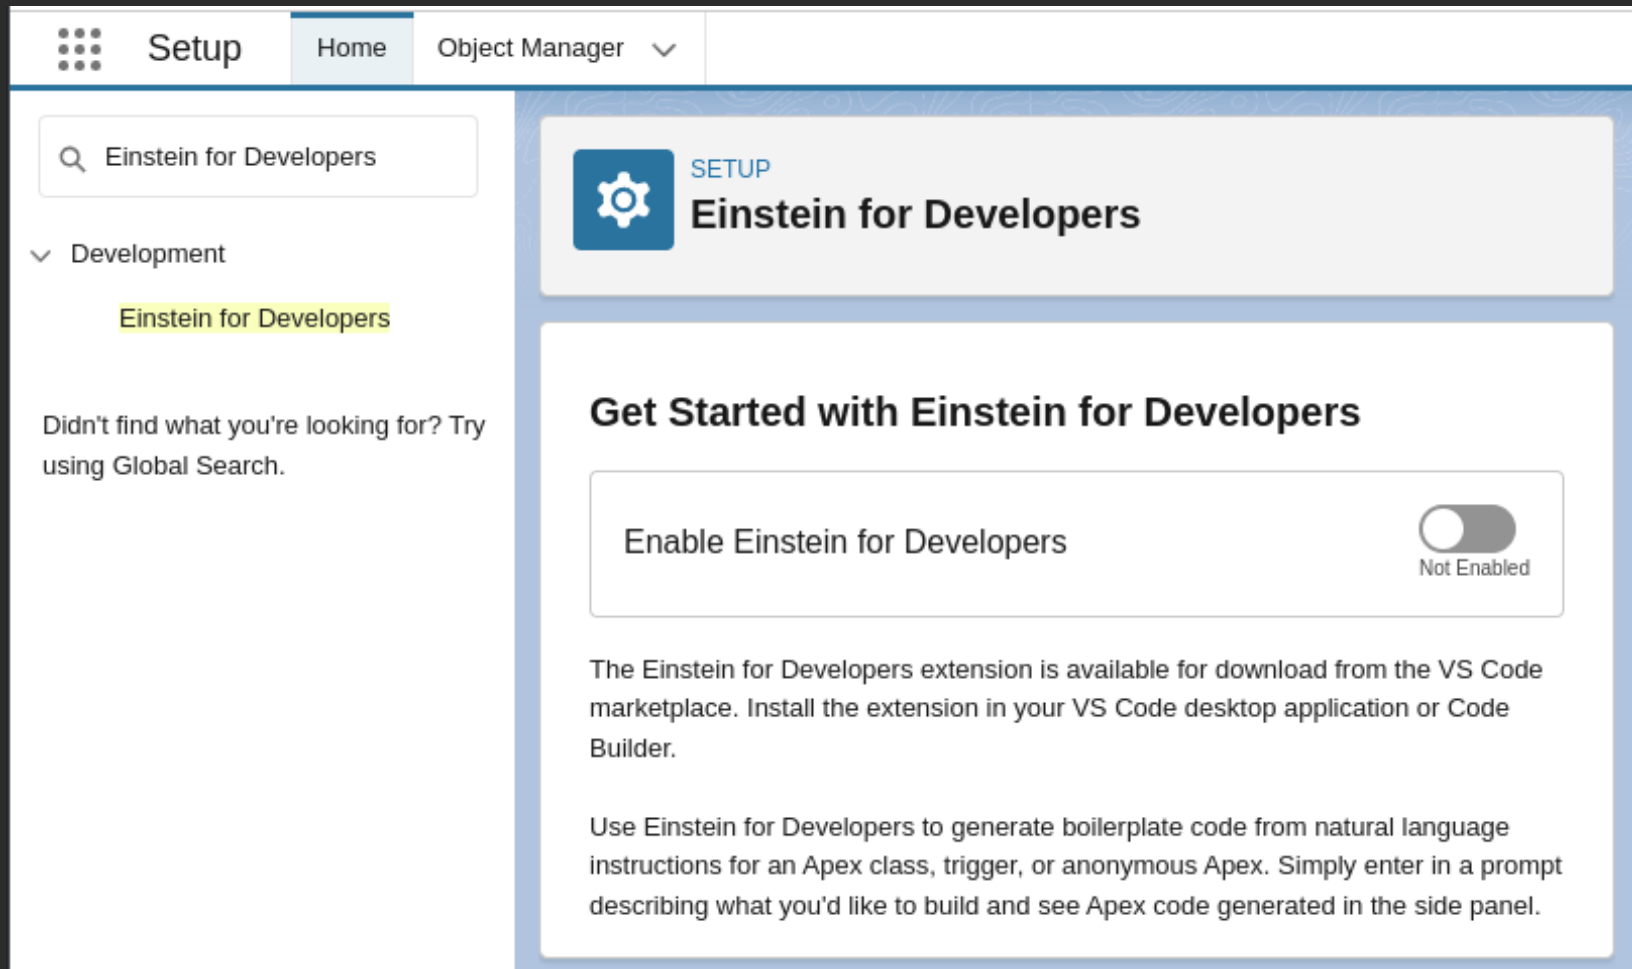 Setup
Home
Object Manager
Einstein for Developers
Development
Einstein for Developers
Didn't find what you're looking for? Try
using Global Search.
SETUP
Einstein for Developers
Get Started with Einstein for Developers
Enable Einstein for Developers
Not Enabled
The Einstein for Developers extension is available for download from the VS Code
marketplace. Install the extension in your VS Code desktop application or Code
Builder.
Use Einstein for Developers to generate boilerplate code from natural language
instructions for an Apex class, trigger, or anonymous Apex. Simply enter in a prompt
describing what you'd like to build and see Apex code generated in the side panel.